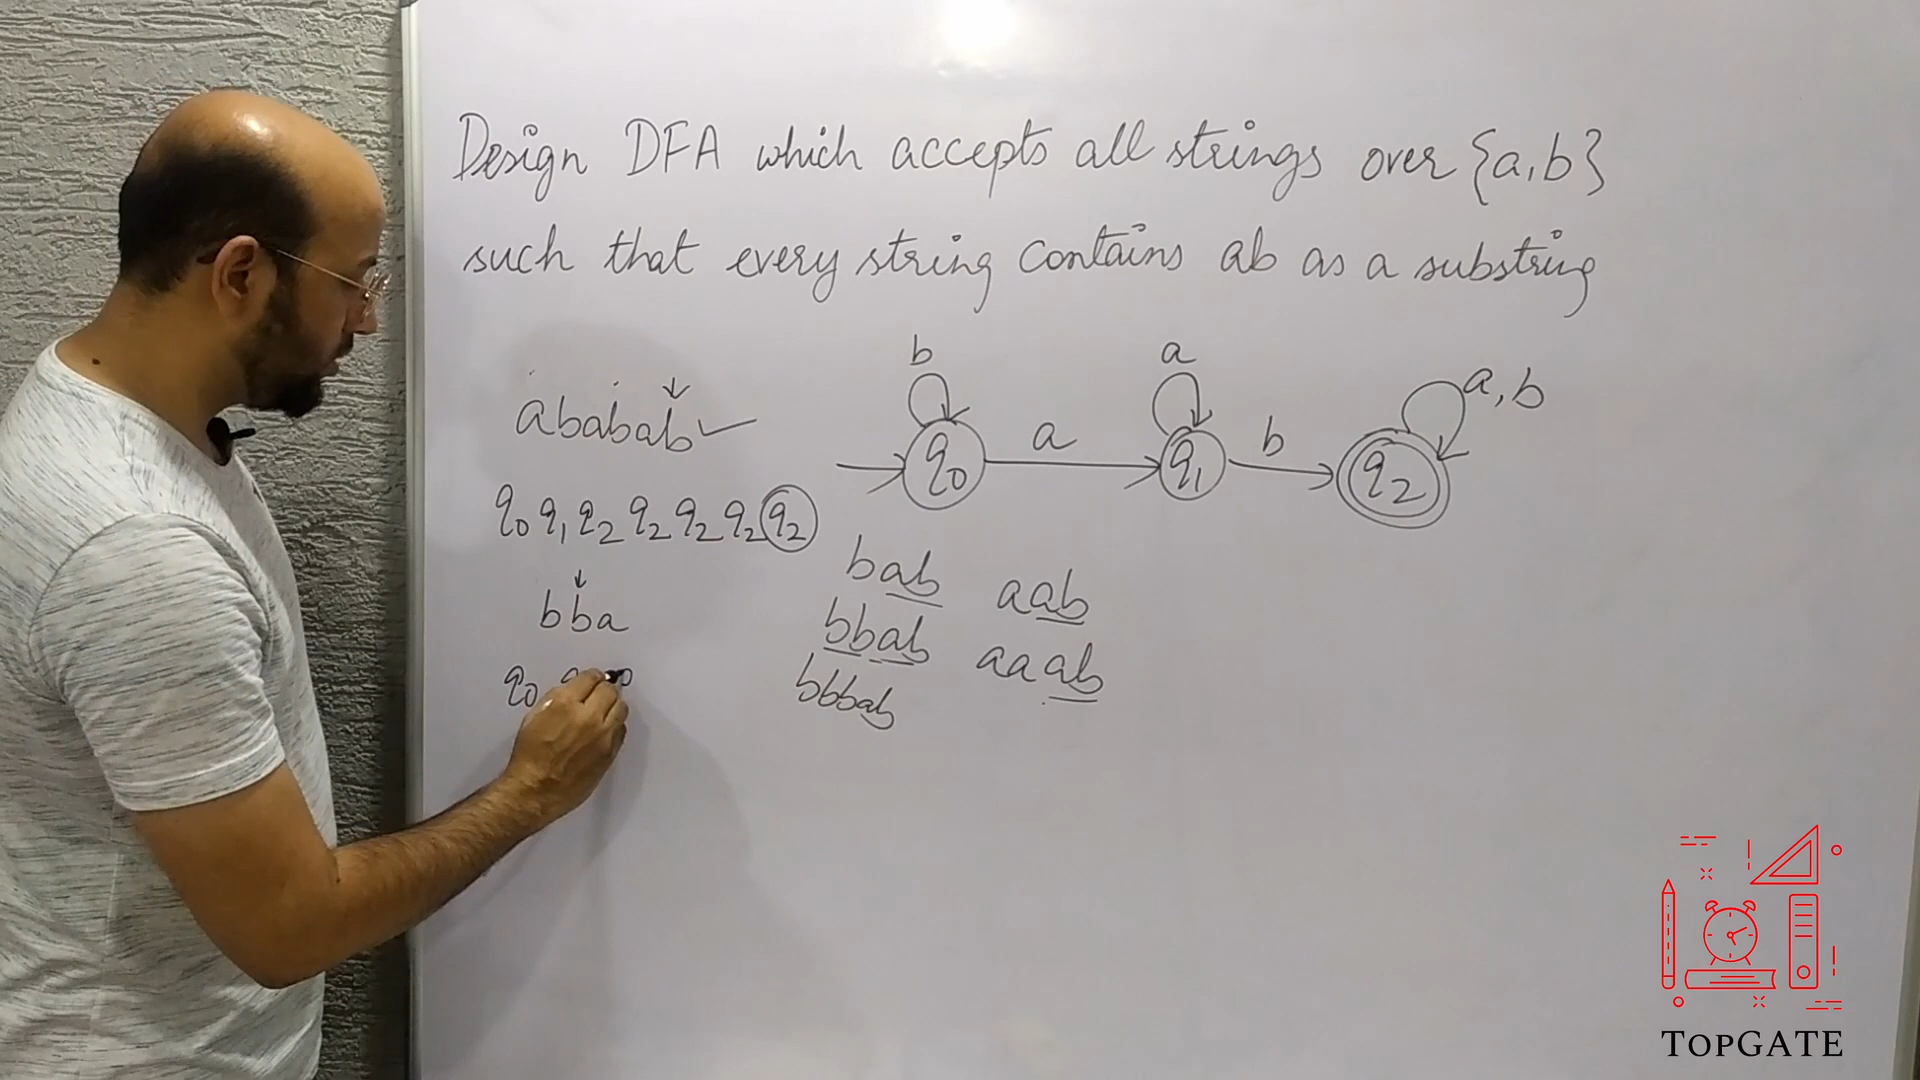 Design DFA which accepts all strings over {a,b}
such that every string contains ab as a substring
b
a
a,b
ababab
q0
a
q1
b
q2
q0 q1 q2 q2 q2 q2 q2
bab
aab
bba
bbab
aaab
q0
bbbab
TOPGATE